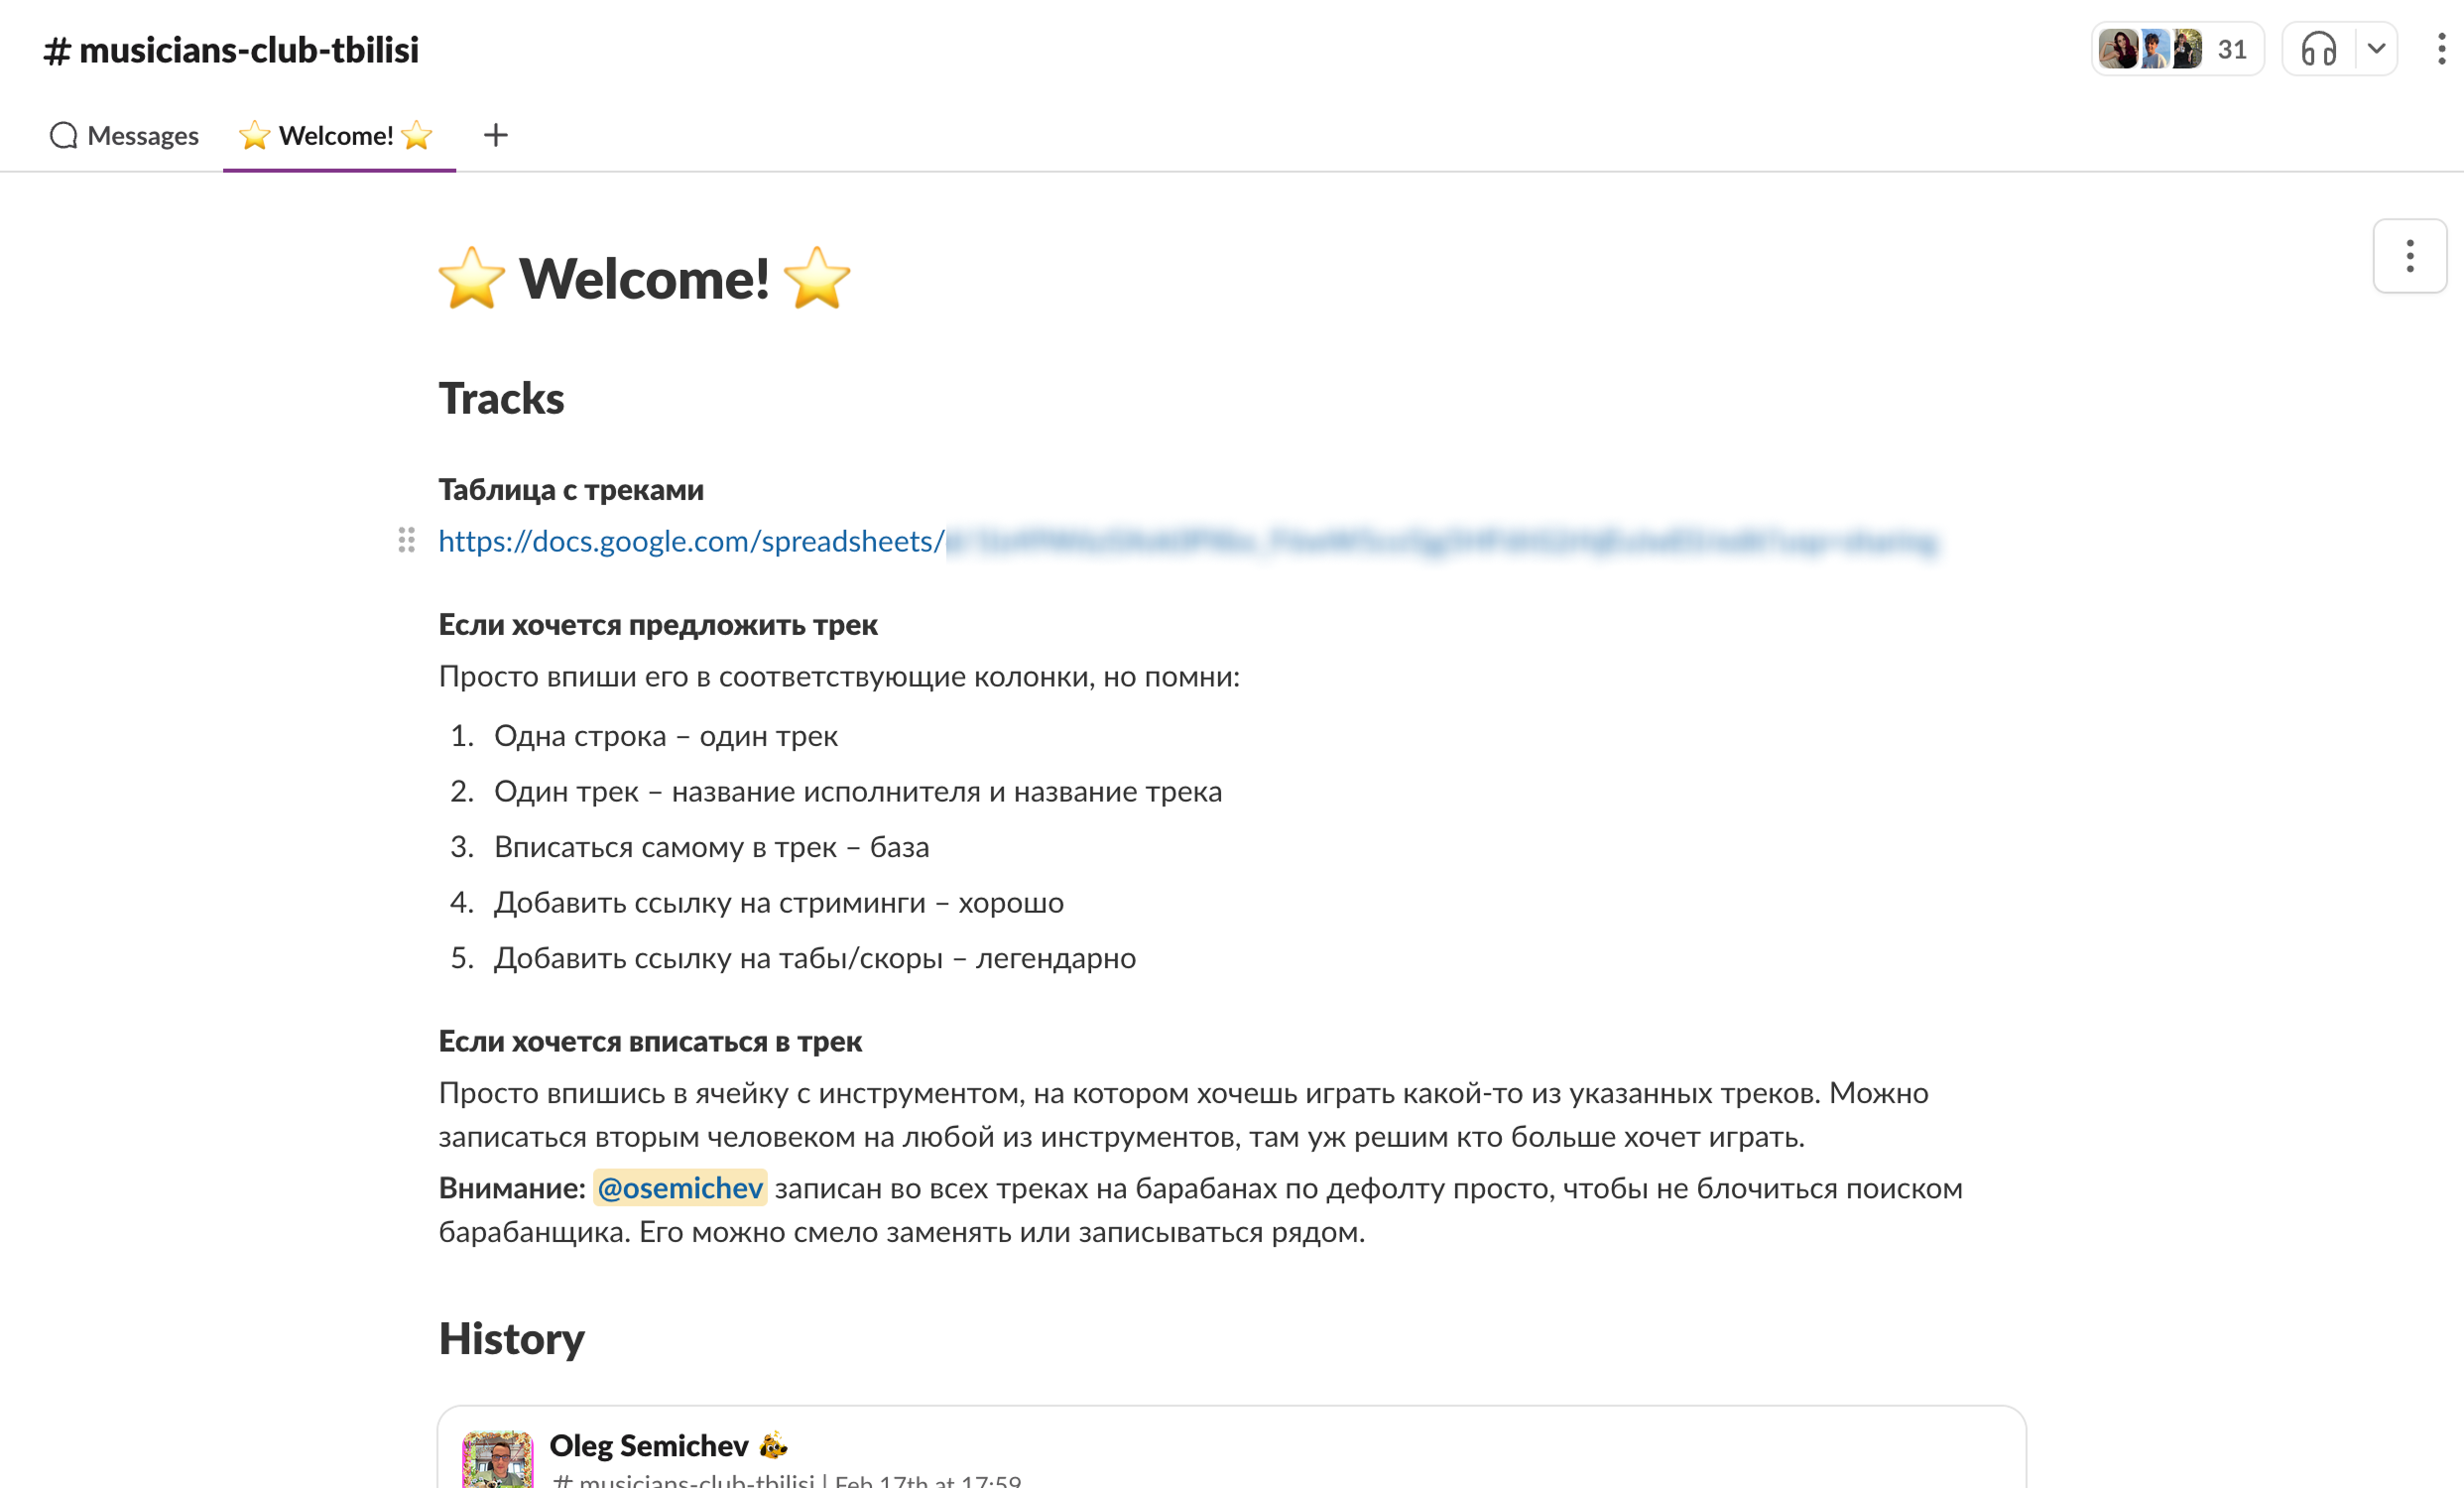 # musicians-club-tbilisi
31
Messages
Welcome!
Welcome!
Tracks
Таблица с треками
https://docs.google.com/spreadsheets/
Если хочется предложить трек
Просто впиши его в соответствующие колонки, но помни:
1. Одна строка – один трек
2. Один трек – название исполнителя и название трека
3. Вписаться самому в трек – база
4. Добавить ссылку на стриминги – хорошо
5. Добавить ссылку на табы/скоры – легендарно
Если хочется вписаться в трек
Просто впишись в ячейку с инструментом, на котором хочешь играть какой-то из указанных треков. Можно
записаться вторым человеком на любой из инструментов, там уж решим кто больше хочет играть.
Внимание: @osemichev записан во всех треках на барабанах по дефолту просто, чтобы не блочиться поиском
барабанщика. Его можно смело заменять или записываться рядом.
History
Oleg Semichev
# musicians-club-tbilisi | Feb 17th at 17:59